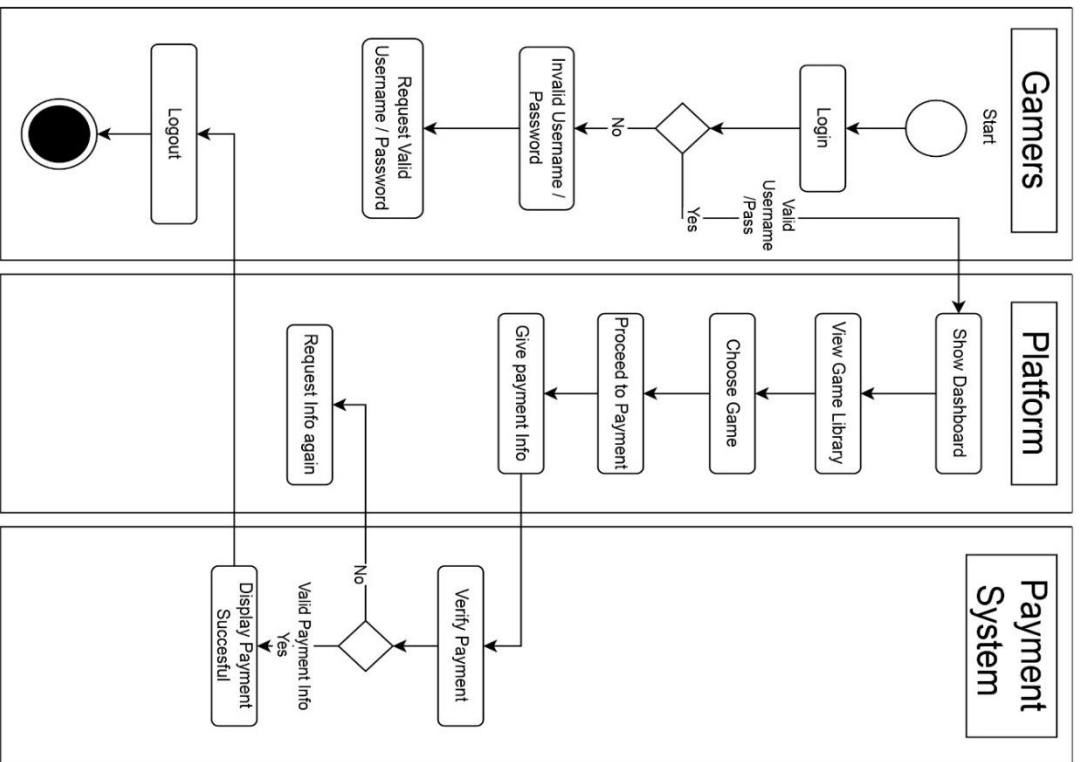 Gamers
Start
Login
No
Yes
Valid
Username
/Pass
Invalid Username /
Password
Request Valid
Username / Password
Logout
Platform
Show Dashboard
View Game Library
Choose Game
Proceed to Payment
Give payment Info
Request Info again
Payment
System
Verify Payment
No
Valid Payment Info
Yes
Display Payment
Succesful